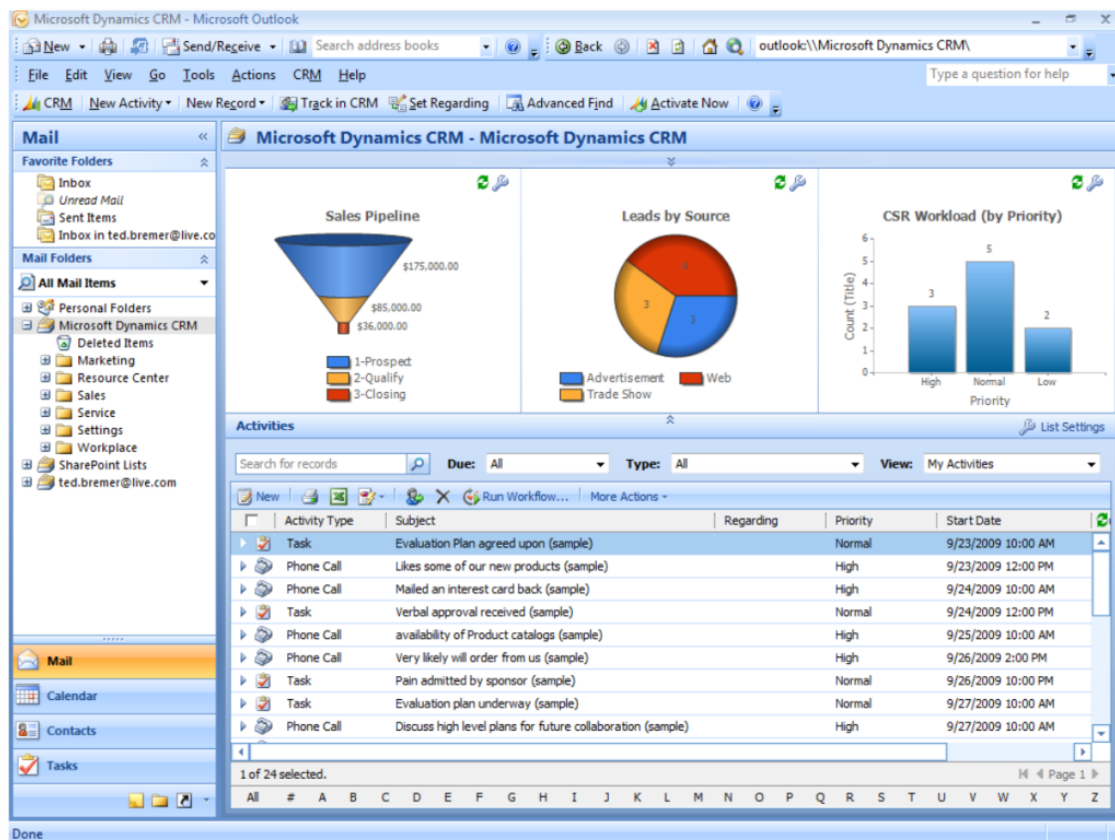 Microsoft Dynamics CRM - Microsoft Outlook
New Send/Receive Search address books Back outlook:\\Microsoft Dynamics CRM\
File Edit View Go Tools Actions CRM Help Type a question for help
CRM New Activity New Record Track in CRM Set Regarding Advanced Find Activate Now
Mail
Favorite Folders
Inbox
Unread Mail
Sent Items
Inbox in ted.bremer@live.co
Mail Folders
All Mail Items
Personal Folders
Microsoft Dynamics CRM
Deleted Items
Marketing
Resource Center
Sales
Service
Settings
Workplace
SharePoint Lists
ted.bremer@live.com
Mail
Calendar
Contacts
Tasks
Microsoft Dynamics CRM - Microsoft Dynamics CRM
Sales Pipeline
$175,000.00
$85,000.00
$36,000.00
1-Prospect
2-Qualify
3-Closing
Leads by Source
4
3
3
Advertisement Web
Trade Show
CSR Workload (by Priority)
Count (Title)
6
5
4
3
2
1
0
3
5
2
High Normal Low
Priority
Activities List Settings
Search for records Due: All Type: All View: My Activities
New Run Workflow... More Actions
Activity Type Subject Regarding Priority Start Date
Task Evaluation Plan agreed upon (sample) Normal 9/23/2009 10:00 AM
Phone Call Likes some of our new products (sample) High 9/23/2009 12:00 PM
Phone Call Mailed an interest card back (sample) High 9/24/2009 10:00 AM
Task Verbal approval received (sample) Normal 9/24/2009 12:00 PM
Phone Call availability of Product catalogs (sample) High 9/25/2009 10:00 AM
Phone Call Very likely will order from us (sample) High 9/26/2009 2:00 PM
Task Pain admitted by sponsor (sample) Normal 9/26/2009 10:00 PM
Task Evaluation plan underway (sample) Normal 9/27/2009 10:00 AM
Phone Call Discuss high level plans for future collaboration (sample) High 9/27/2009 10:00 AM
1 of 24 selected. Page 1
All # A B C D E F G H I J K L M N O P Q R S T U V W X Y Z
Done